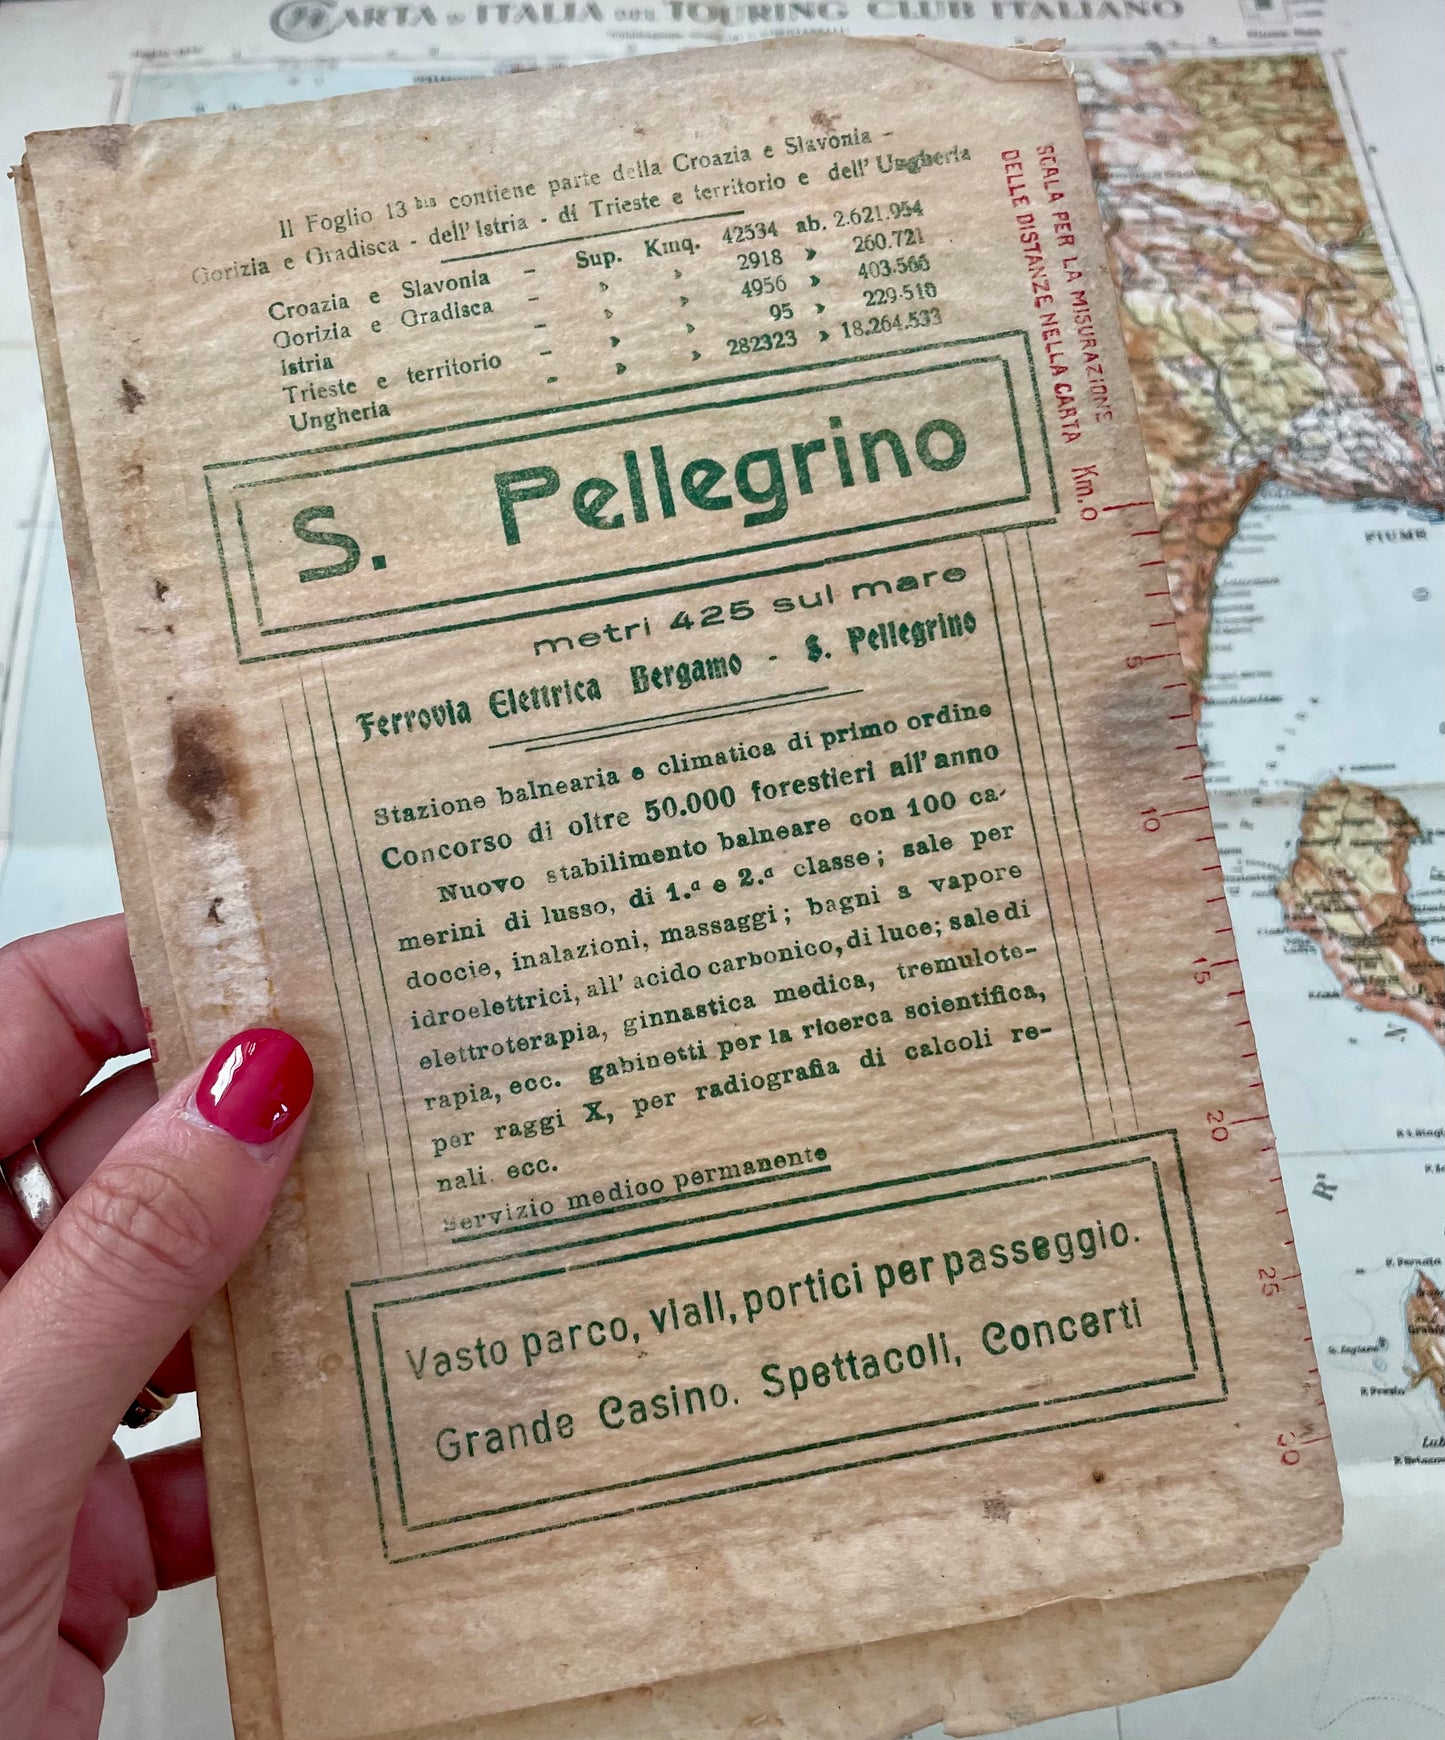 CARTA D'ITALIA DEL TOURING CLUB ITALIANO
Il Foglio 13 bis contiene parte della Croazia e Slavonia -
Gorizia e Gradisca - dell' Istria - di Trieste e territorio e dell' Ungheria
Croazia e Slavonia - Sup. Kmq. 42534 ab. 2.621.954
Gorizia e Gradisca - » » 2918 » 260.721
Istria - » » 4956 » 403.566
Trieste e territorio - » » 95 » 229.510
Ungheria - » » 282323 » 18.264.533
S. Pellegrino
metri 425 sul mare
Ferrovia Elettrica Bergamo - S. Pellegrino
Stazione balnearia e climatica di primo ordine
Concorso di oltre 50.000 forestieri all' anno
Nuovo stabilimento balneare con 100 ca-
merini di lusso, di 1.a e 2.a classe; sale per
doccie, inalazioni, massaggi; bagni a vapore
idroelettrici, all' acido carbonico, di luce; sale di
elettroterapia, ginnastica medica, tremulote-
rapia, ecc. gabinetti per la ricerca scientifica,
per raggi X, per radiografia di calcoli re-
nali. ecc.
Servizio medico permanente
Vasto parco, viali, portici per passeggio.
Grande Casino. Spettacoli, Concerti
SCALA PER LA MISURAZIONE
DELLE DISTANZE NELLA CARTA Km. 0
5
10
15
20
25
30
FIUME
R'